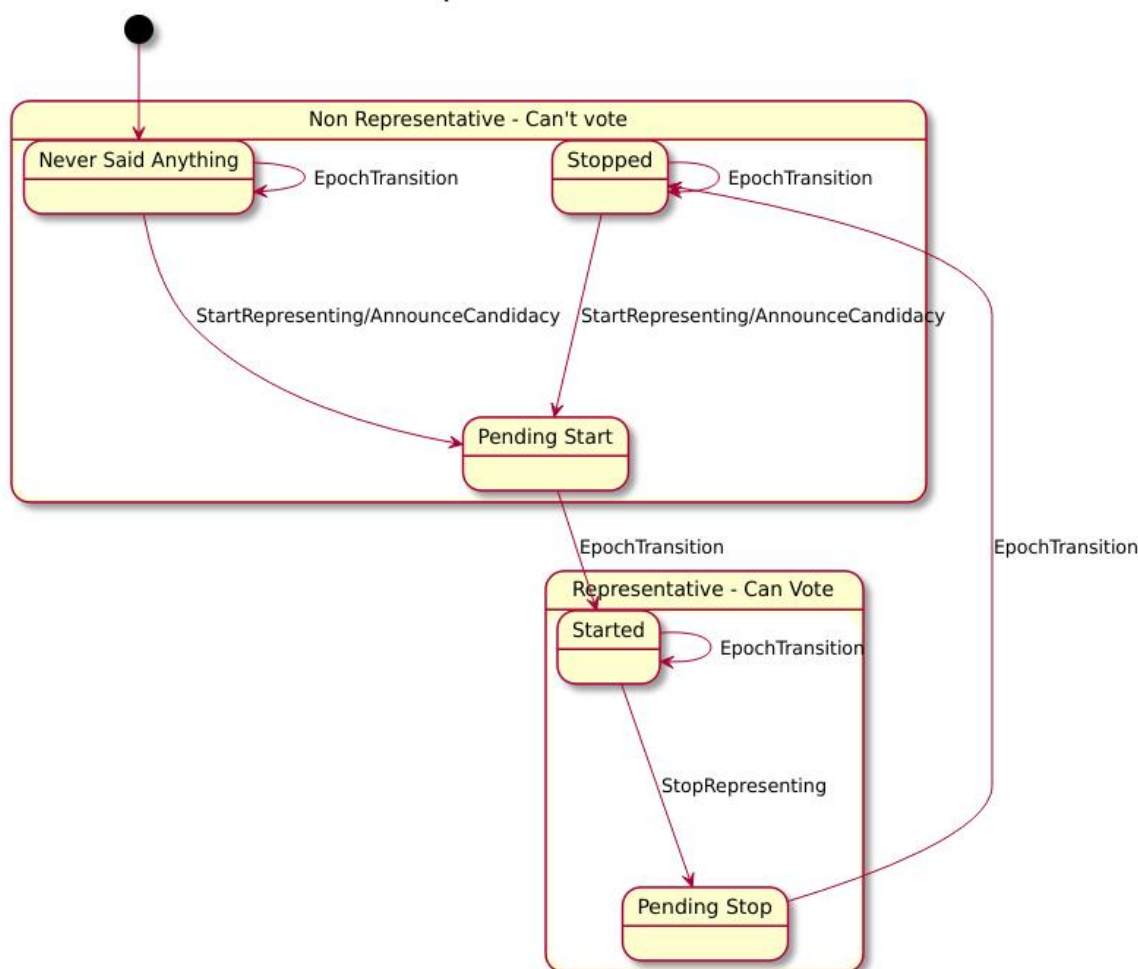 Non Representative - Can't vote
Never Said Anything
EpochTransition
Stopped
EpochTransition
StartRepresenting/AnnounceCandidacy
StartRepresenting/AnnounceCandidacy
Pending Start
EpochTransition
EpochTransition
Representative - Can Vote
Started
EpochTransition
StopRepresenting
Pending Stop